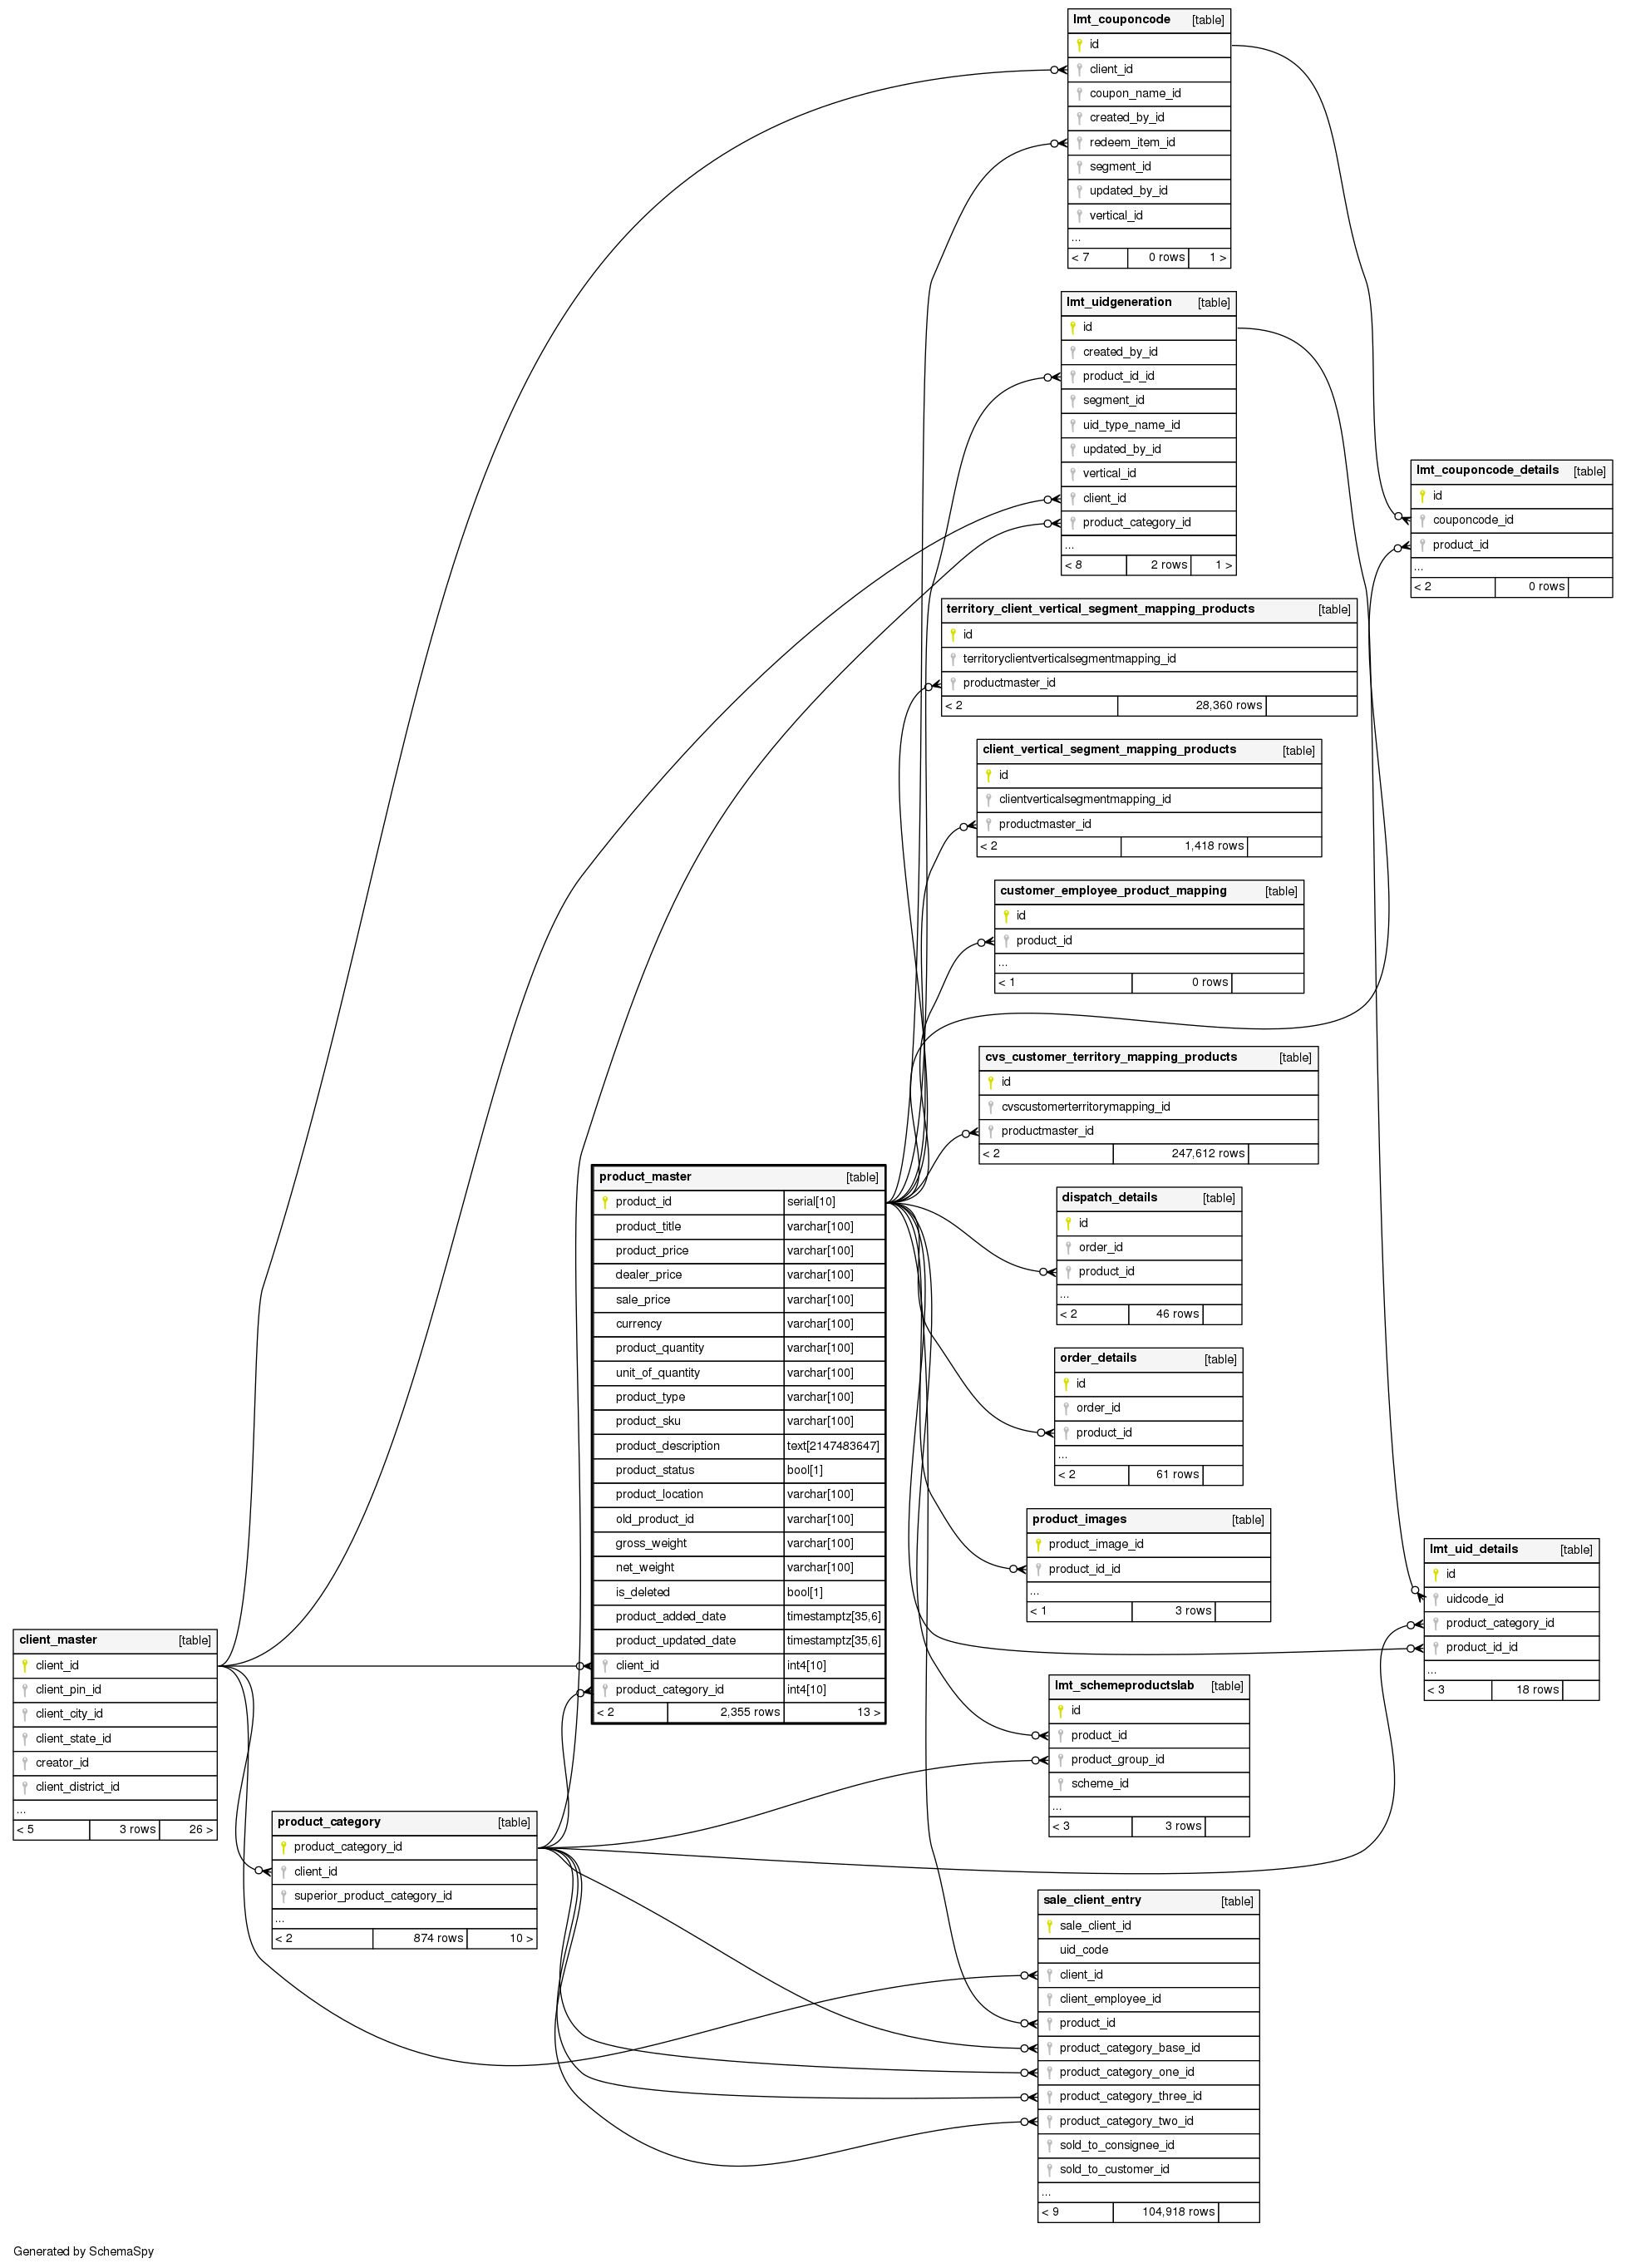 lmt_couponcode [table]
id
client_id
coupon_name_id
created_by_id
redeem_item_id
segment_id
updated_by_id
vertical_id
...
< 7 0 rows 1 >
lmt_uidgeneration [table]
id
created_by_id
product_id_id
segment_id
uid_type_name_id
updated_by_id
vertical_id
client_id
product_category_id
...
< 8 2 rows 1 >
lmt_couponcode_details [table]
id
couponcode_id
product_id
...
< 2 0 rows
territory_client_vertical_segment_mapping_products [table]
id
territoryclientverticalsegmentmapping_id
productmaster_id
< 2 28,360 rows
client_vertical_segment_mapping_products [table]
id
clientverticalsegmentmapping_id
productmaster_id
< 2 1,418 rows
customer_employee_product_mapping [table]
id
product_id
...
< 1 0 rows
cvs_customer_territory_mapping_products [table]
id
cvscustomerterritorymapping_id
productmaster_id
< 2 247,612 rows
product_master [table]
product_id serial[10]
product_title varchar[100]
product_price varchar[100]
dealer_price varchar[100]
sale_price varchar[100]
currency varchar[100]
product_quantity varchar[100]
unit_of_quantity varchar[100]
product_type varchar[100]
product_sku varchar[100]
product_description text[2147483647]
product_status bool[1]
product_location varchar[100]
old_product_id varchar[100]
gross_weight varchar[100]
net_weight varchar[100]
is_deleted bool[1]
product_added_date timestamptz[35,6]
product_updated_date timestamptz[35,6]
client_id int4[10]
product_category_id int4[10]
< 2 2,355 rows 13 >
dispatch_details [table]
id
order_id
product_id
...
< 2 46 rows
order_details [table]
id
order_id
product_id
...
< 2 61 rows
product_images [table]
product_image_id
product_id_id
...
< 1 3 rows
lmt_uid_details [table]
id
uidcode_id
product_category_id
product_id_id
...
< 3 18 rows
client_master [table]
client_id
client_pin_id
client_city_id
client_state_id
creator_id
client_district_id
...
< 5 3 rows 26 >
lmt_schemeproductslab [table]
id
product_id
product_group_id
scheme_id
...
< 3 3 rows
product_category [table]
product_category_id
client_id
superior_product_category_id
...
< 2 874 rows 10 >
sale_client_entry [table]
sale_client_id
uid_code
client_id
client_employee_id
product_id
product_category_base_id
product_category_one_id
product_category_three_id
product_category_two_id
sold_to_consignee_id
sold_to_customer_id
...
< 9 104,918 rows
Generated by SchemaSpy